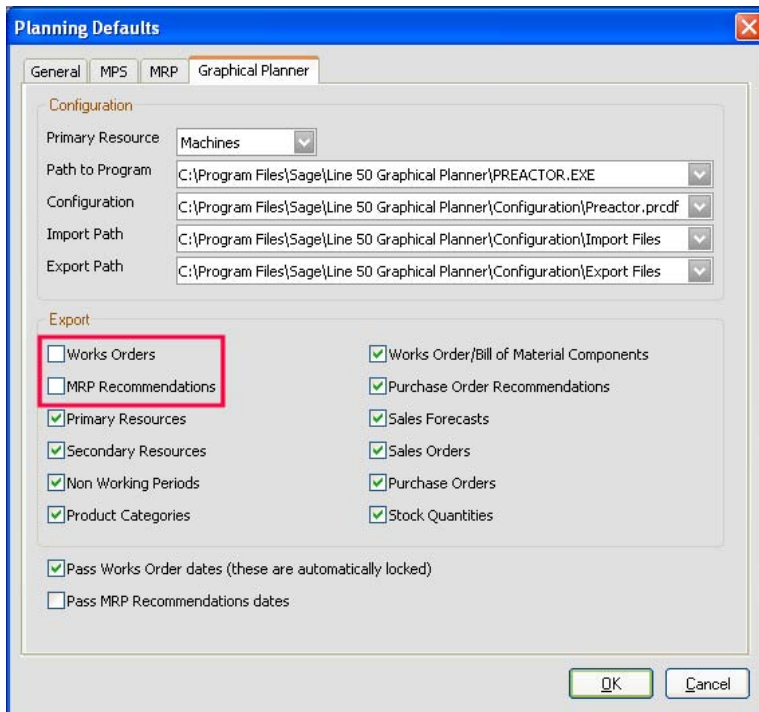 Planning Defaults
General MPS MRP Graphical Planner
Configuration
Primary Resource Machines
Path to Program C:\Program Files\Sage\Line 50 Graphical Planner\PREACTOR.EXE
Configuration C:\Program Files\Sage\Line 50 Graphical Planner\Configuration\Preactor.prcdf
Import Path C:\Program Files\Sage\Line 50 Graphical Planner\Configuration\Import Files
Export Path C:\Program Files\Sage\Line 50 Graphical Planner\Configuration\Export Files
Export
Works Orders Works Order/Bill of Material Components
MRP Recommendations Purchase Order Recommendations
Primary Resources Sales Forecasts
Secondary Resources Sales Orders
Non Working Periods Purchase Orders
Product Categories Stock Quantities
Pass Works Order dates (these are automatically locked)
Pass MRP Recommendations dates
OK Cancel